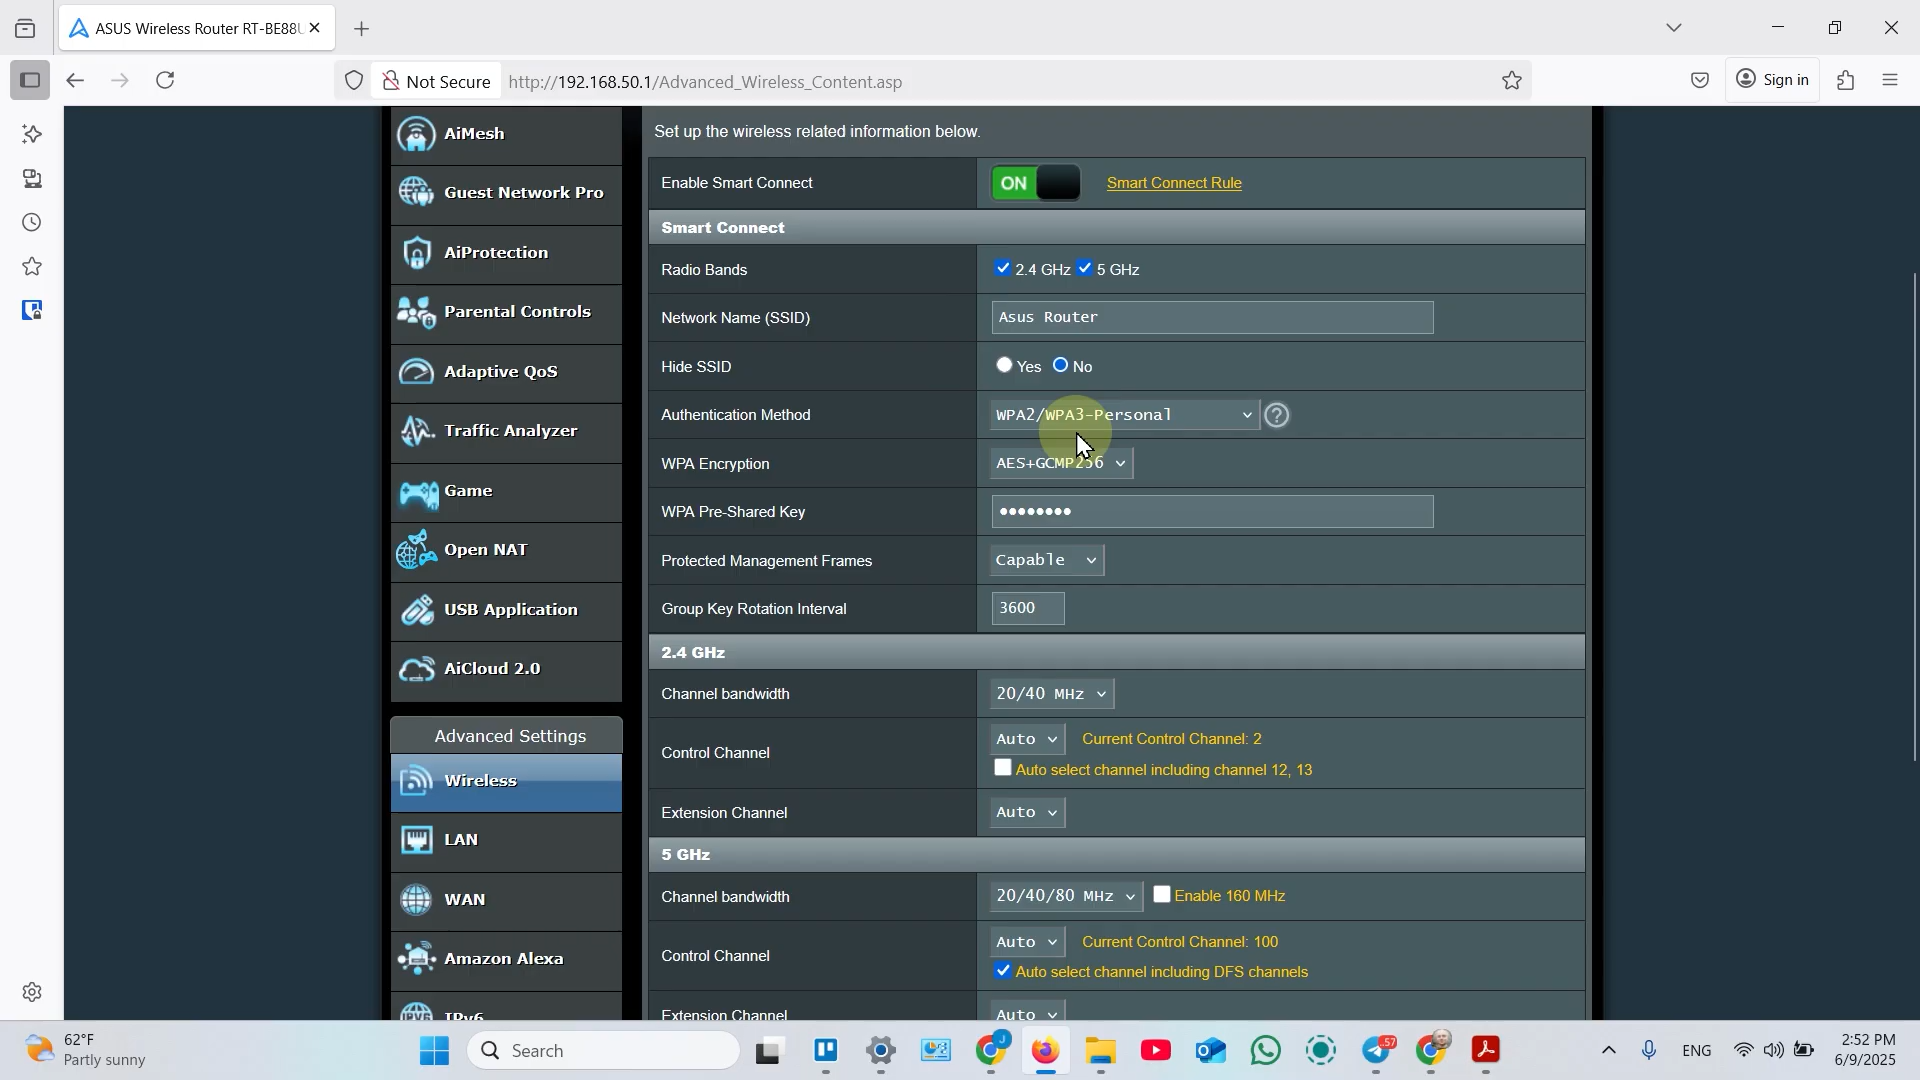 ASUS Wireless Router RT-BE88U
Not Secure
http://192.168.50.1/Advanced_Wireless_Content.asp
Sign in
AiMesh
Guest Network Pro
AiProtection
Parental Controls
Adaptive QoS
Traffic Analyzer
Game
Open NAT
USB Application
AiCloud 2.0
Advanced Settings
Wireless
LAN
WAN
Amazon Alexa
IPv6
Set up the wireless related information below.
Enable Smart Connect ON Smart Connect Rule
Smart Connect
Radio Bands 2.4 GHz 5 GHz
Network Name (SSID) Asus Router
Hide SSID Yes No
Authentication Method WPA2/WPA3-Personal ?
WPA Encryption AES+GCMP256
WPA Pre-Shared Key ••••••••
Protected Management Frames Capable
Group Key Rotation Interval 3600
2.4 GHz
Channel bandwidth 20/40 MHz
Control Channel Auto Current Control Channel: 2
Auto select channel including channel 12, 13
Extension Channel Auto
5 GHz
Channel bandwidth 20/40/80 MHz Enable 160 MHz
Control Channel Auto Current Control Channel: 100
Auto select channel including DFS channels
Extension Channel Auto
62°F
Partly sunny
Search
J
57
ENG
2:52 PM
6/9/2025